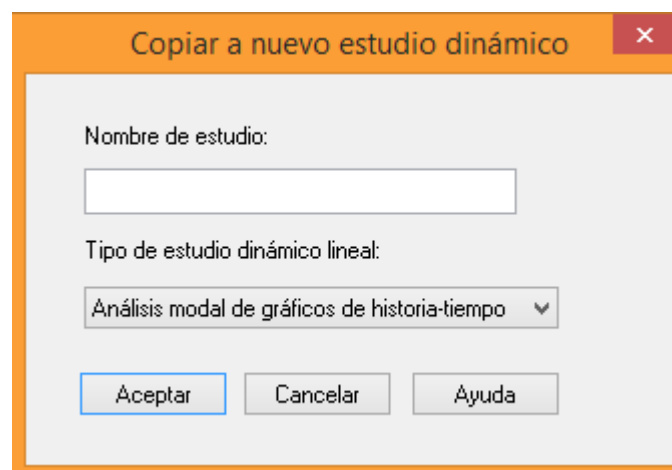 Copiar a nuevo estudio dinámico
Nombre de estudio:
Tipo de estudio dinámico lineal:
Análisis modal de gráficos de historia-tiempo
Aceptar Cancelar Ayuda